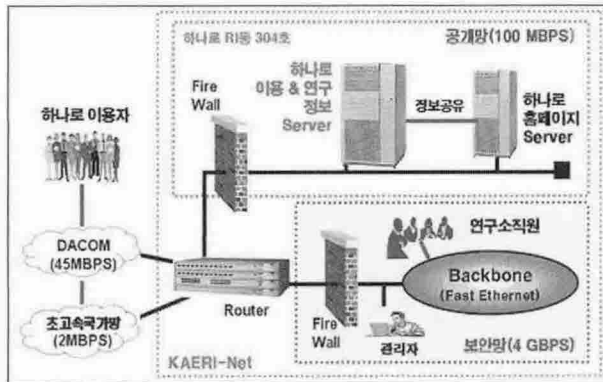 하나로 RI동 304호
공개망(100 MBPS)
Fire
Wall
하나로
이용 & 연구
정보
Server
정보공유
하나로
홈페이지
Server
하나로 이용자
DACOM
(45MBPS)
초고속국가망
(2MBPS)
Router
KAERI-Net
Fire
Wall
연구소직원
Backbone
(Fast Ethernet)
관리자
보안망(4 GBPS)